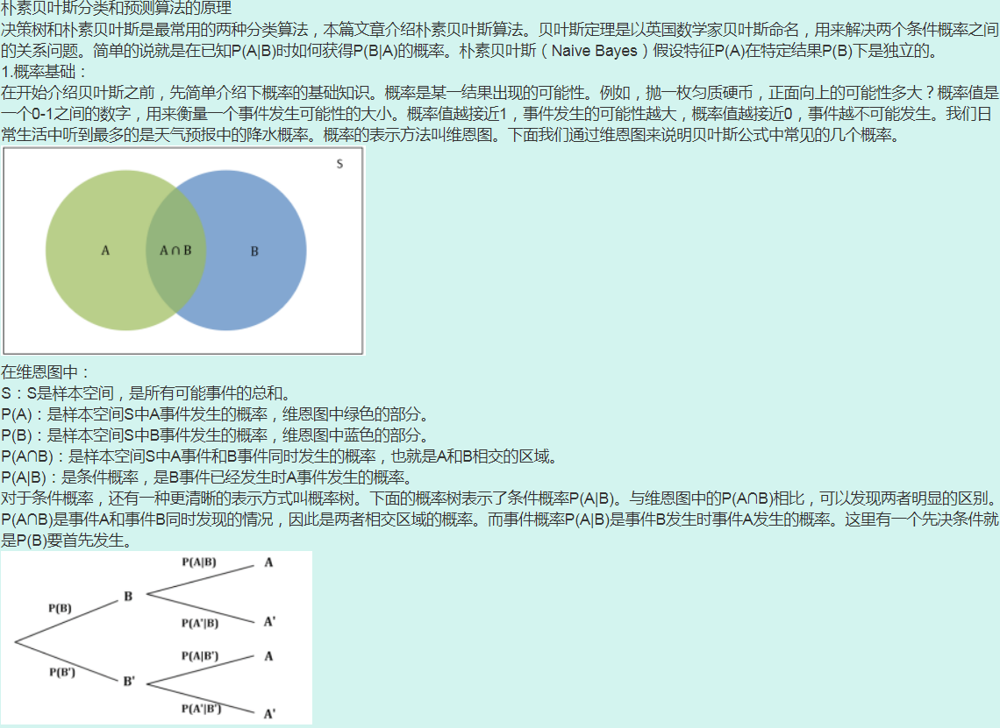 朴素贝叶斯分类和预测算法的原理
决策树和朴素贝叶斯是最常用的两种分类算法，本篇文章介绍朴素贝叶斯算法。贝叶斯定理是以英国数学家贝叶斯命名，用来解决两个条件概率之间
的关系问题。简单的说就是在已知P(A|B)时如何获得P(B|A)的概率。朴素贝叶斯（Naive Bayes）假设特征P(A)在特定结果P(B)下是独立的。
1.概率基础：
在开始介绍贝叶斯之前，先简单介绍下概率的基础知识。概率是某一结果出现的可能性。例如，抛一枚匀质硬币，正面向上的可能性多大？概率值是
一个0-1之间的数字，用来衡量一个事件发生可能性的大小。概率值越接近1，事件发生的可能性越大，概率值越接近0，事件越不可能发生。我们日
常生活中听到最多的是天气预报中的降水概率。概率的表示方法叫维恩图。下面我们通过维恩图来说明贝叶斯公式中常见的几个概率。
S
A A∩B B
在维恩图中：
S：S是样本空间，是所有可能事件的总和。
P(A)：是样本空间S中A事件发生的概率，维恩图中绿色的部分。
P(B)：是样本空间S中B事件发生的概率，维恩图中蓝色的部分。
P(A∩B)：是样本空间S中A事件和B事件同时发生的概率，也就是A和B相交的区域。
P(A|B)：是条件概率，是B事件已经发生时A事件发生的概率。
对于条件概率，还有一种更清晰的表示方式叫概率树。下面的概率树表示了条件概率P(A|B)。与维恩图中的P(A∩B)相比，可以发现两者明显的区别。
P(A∩B)是事件A和事件B同时发现的情况，因此是两者相交区域的概率。而事件概率P(A|B)是事件B发生时事件A发生的概率。这里有一个先决条件就
是P(B)要首先发生。
P(A|B) A
P(B) B
P(A'|B) A'
P(A|B') A
P(B') B'
P(A'|B') A'